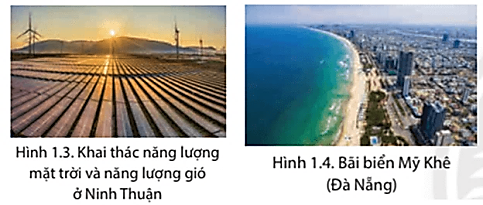 Hình 1.3. Khai thác năng lượng
mặt trời và năng lượng gió
ở Ninh Thuận
Hình 1.4. Bãi biển Mỹ Khê
(Đà Nẵng)